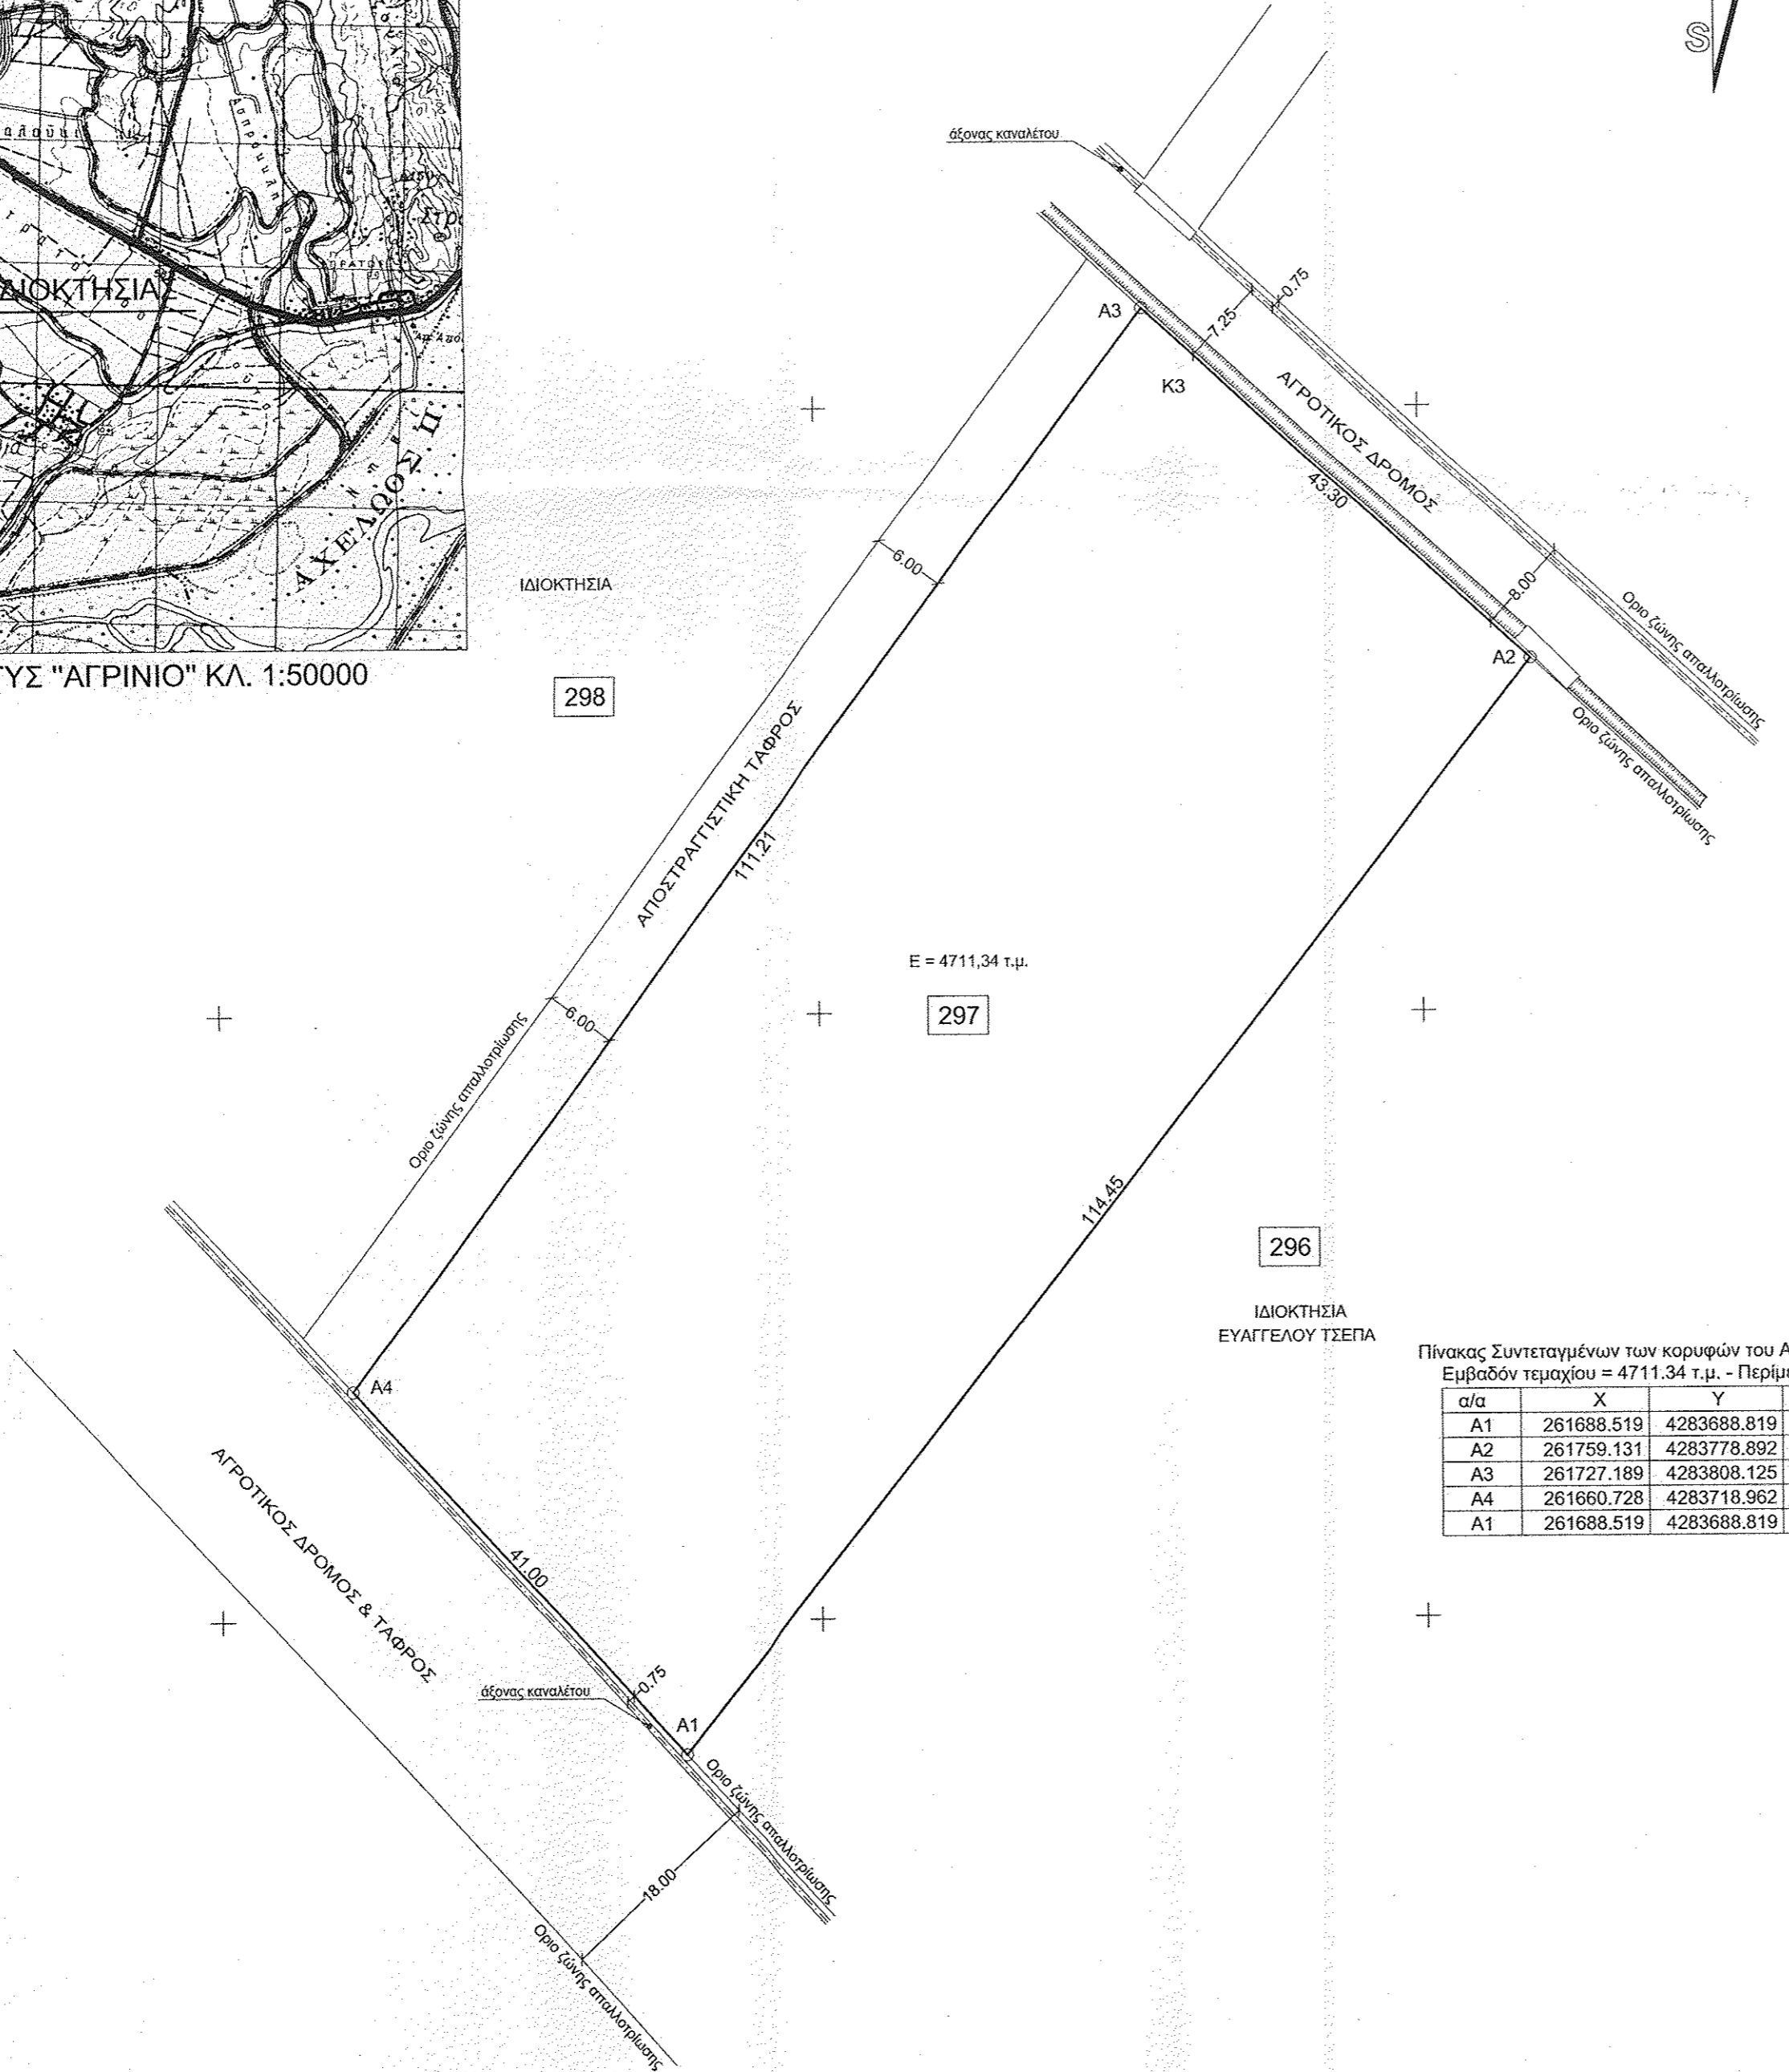 S
άξονας καναλέτου
ΔΙΟΚΤΗΣΙΑΣ
ΑΧΕΛΩΟΣ Π
ΓΥΣ "ΑΓΡΙΝΙΟ" ΚΛ. 1:50000
A3
K3
7.25
0.75
ΑΓΡΟΤΙΚΟΣ ΔΡΟΜΟΣ
43.30
8.00
A2
Οριο ζώνης απαλλοτρίωσης
Οριο ζώνης απαλλοτρίωσης
6.00
ΙΔΙΟΚΤΗΣΙΑ
298
ΑΠΟΣΤΡΑΓΓΙΣΤΙΚΗ ΤΑΦΡΟΣ
111.21
E = 4711,34 τ.μ.
297
6.00
Οριο ζώνης απαλλοτρίωσης
114.45
296
ΙΔΙΟΚΤΗΣΙΑ
ΕΥΑΓΓΕΛΟΥ ΤΣΕΠΑ
Πίνακας Συντεταγμένων των κορυφών του Α
Εμβαδόν τεμαχίου = 4711.34 τ.μ. - Περίμε
α/α X Y
A1 261688.519 4283688.819
A2 261759.131 4283778.892
A3 261727.189 4283808.125
A4 261660.728 4283718.962
A1 261688.519 4283688.819
A4
ΑΓΡΟΤΙΚΟΣ ΔΡΟΜΟΣ & ΤΑΦΡΟΣ
41.00
0.75
άξονας καναλέτου
A1
Οριο ζώνης απαλλοτρίωσης
18.00
Οριο ζώνης απαλλοτρίωσης